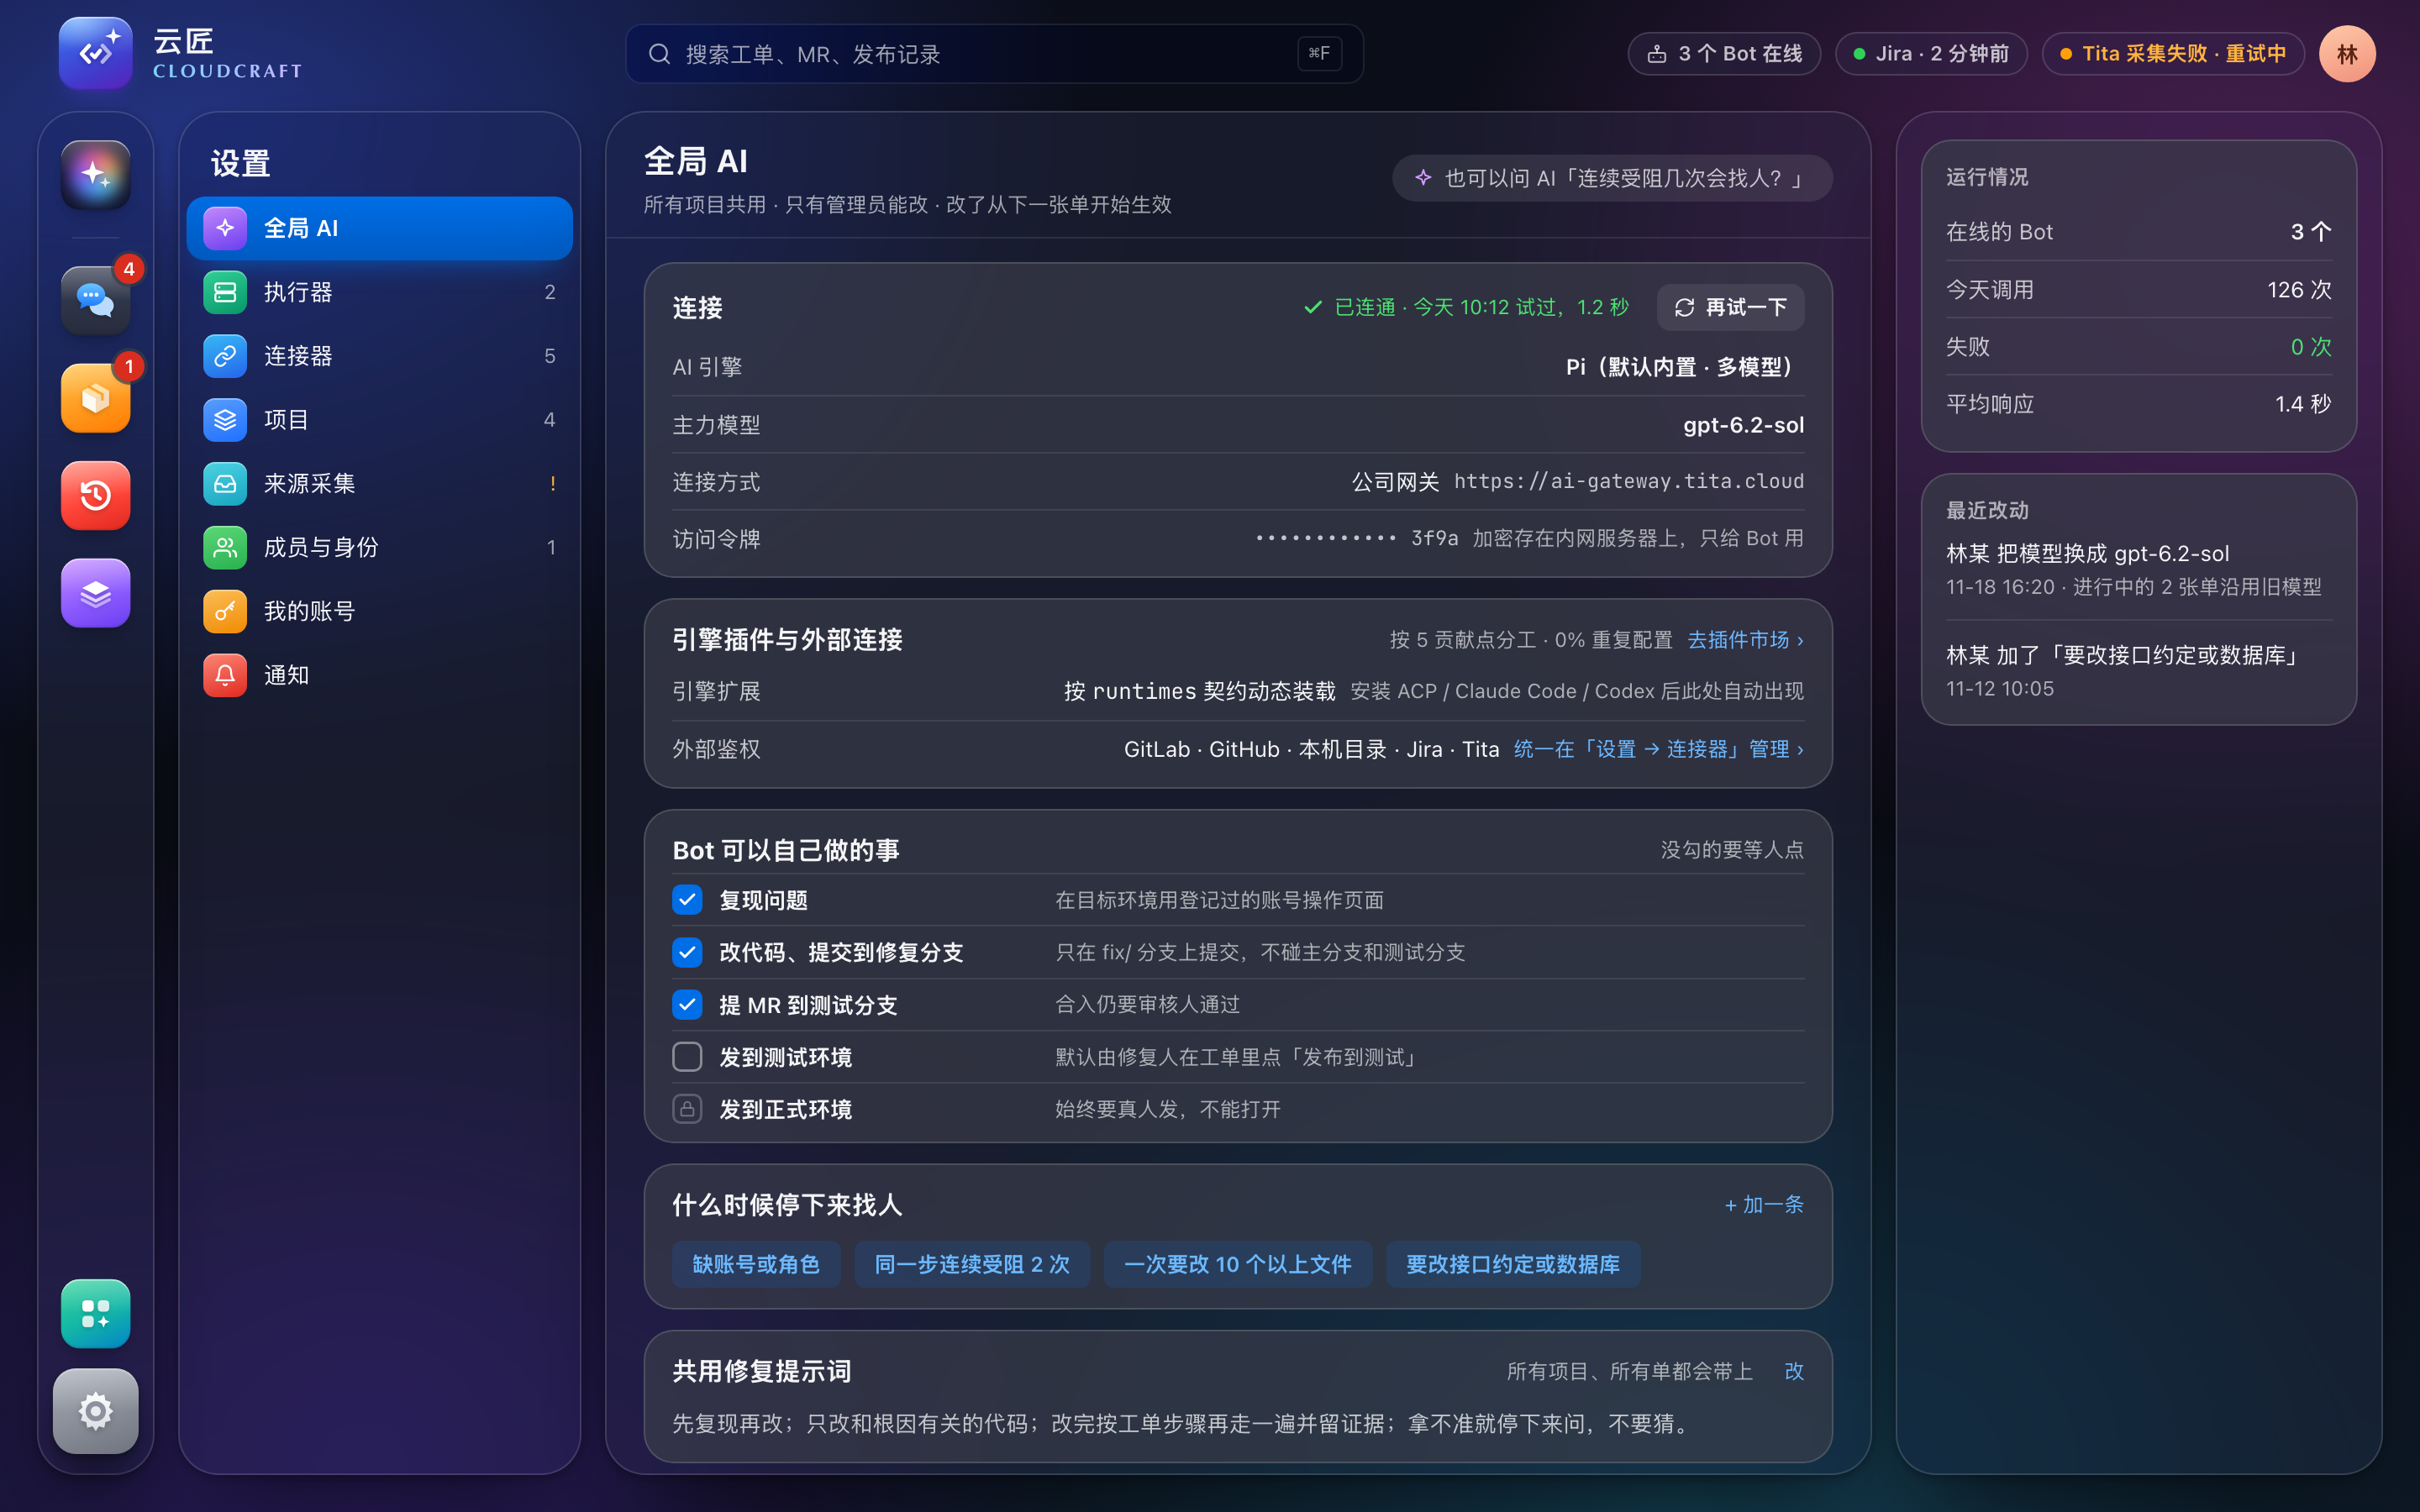 云匠
CLOUDCRAFT
搜索工单、MR、发布记录
⌘F
3 个 Bot 在线
Jira · 2 分钟前
Tita 采集失败 · 重试中
林
4
1
设置
全局 AI
执行器 2
连接器 5
项目 4
来源采集 !
成员与身份 1
我的账号
通知
全局 AI
所有项目共用 · 只有管理员能改 · 改了从下一张单开始生效
也可以问 AI「连续受阻几次会找人？」
连接
已连通 · 今天 10:12 试过，1.2 秒
再试一下
AI 引擎 Pi（默认内置 · 多模型）
主力模型 gpt-6.2-sol
连接方式 公司网关 https://ai-gateway.tita.cloud
访问令牌 •••••••••••• 3f9a 加密存在内网服务器上，只给 Bot 用
引擎插件与外部连接
按 5 贡献点分工 · 0% 重复配置 去插件市场 ›
引擎扩展 按 runtimes 契约动态装载 安装 ACP / Claude Code / Codex 后此处自动出现
外部鉴权 GitLab · GitHub · 本机目录 · Jira · Tita 统一在「设置 → 连接器」管理 ›
Bot 可以自己做的事 没勾的要等人点
复现问题 在目标环境用登记过的账号操作页面
改代码、提交到修复分支 只在 fix/ 分支上提交，不碰主分支和测试分支
提 MR 到测试分支 合入仍要审核人通过
发到测试环境 默认由修复人在工单里点「发布到测试」
发到正式环境 始终要真人发，不能打开
什么时候停下来找人 + 加一条
缺账号或角色 同一步连续受阻 2 次 一次要改 10 个以上文件 要改接口约定或数据库
共用修复提示词 所有项目、所有单都会带上 改
先复现再改；只改和根因有关的代码；改完按工单步骤再走一遍并留证据；拿不准就停下来问，不要猜。
运行情况
在线的 Bot 3 个
今天调用 126 次
失败 0 次
平均响应 1.4 秒
最近改动
林某 把模型换成 gpt-6.2-sol
11-18 16:20 · 进行中的 2 张单沿用旧模型
林某 加了「要改接口约定或数据库」
11-12 10:05